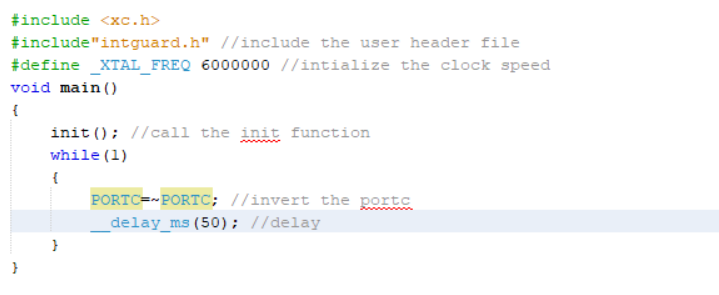 #include <xc.h>
#include"intguard.h" //include the user header file
#define _XTAL_FREQ 6000000 //intialize the clock speed
void main()
{
init(); //call the init function
while(1)
{
PORTC=~PORTC; //invert the portc
__delay_ms(50); //delay
}
}